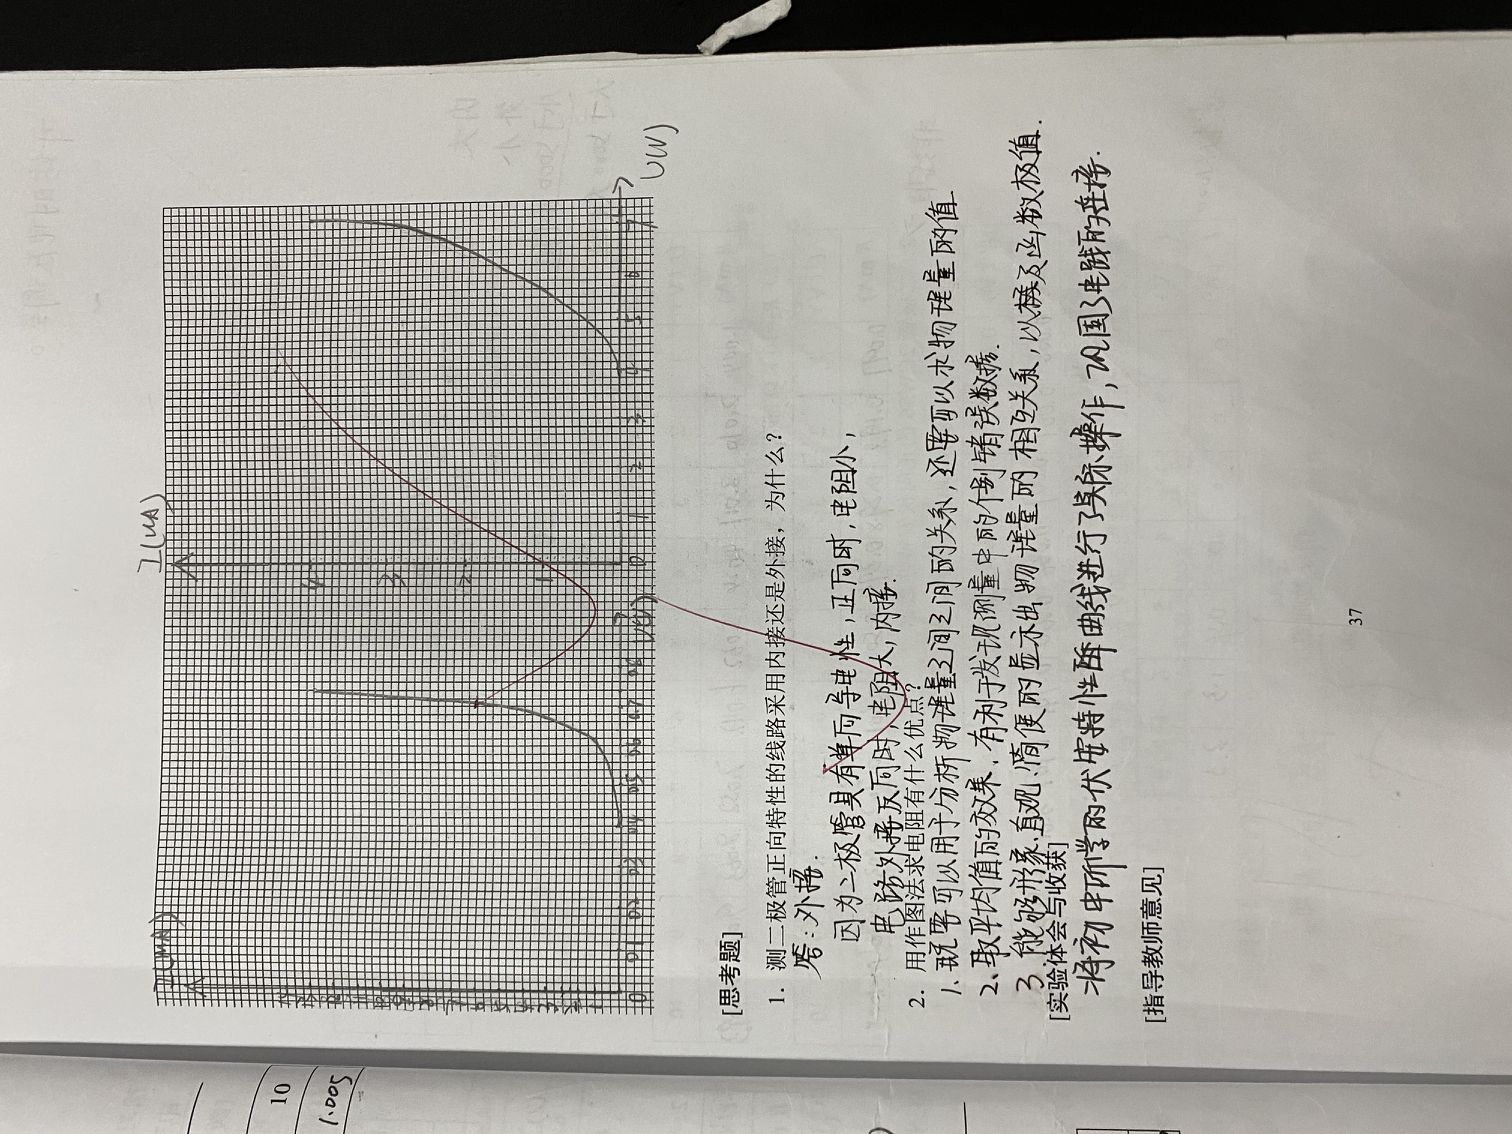 10
1.005
I(MA)
I(UA)
4
3
2
1
0 0.1 0.2 0.3 0.4 0.5 0.6 0.7 0.8 U(V)
0 1 2 3 4 5 6 7
U(V)
[思考题]
1．测二极管正向特性的线路采用内接还是外接，为什么？
答：外接.
因为二极管具有单向导电性，正向时，电阻小，
电路外接反向时，电阻大，内接.
2．用作图法求电阻有什么优点？
1、既要可以用于分析物理量之间之间的关系，还要可以求物理量的值
2、取平均值的效果，有利于发现测量中的个别错误数据.
3.能够形象、直观、简便的显示出物理量的相互关系，以及函数极值.
[实验体会与收获]
将初中所学的伏安特性曲线进行了实际操作，巩固了电路的连接.
[指导教师意见]
37